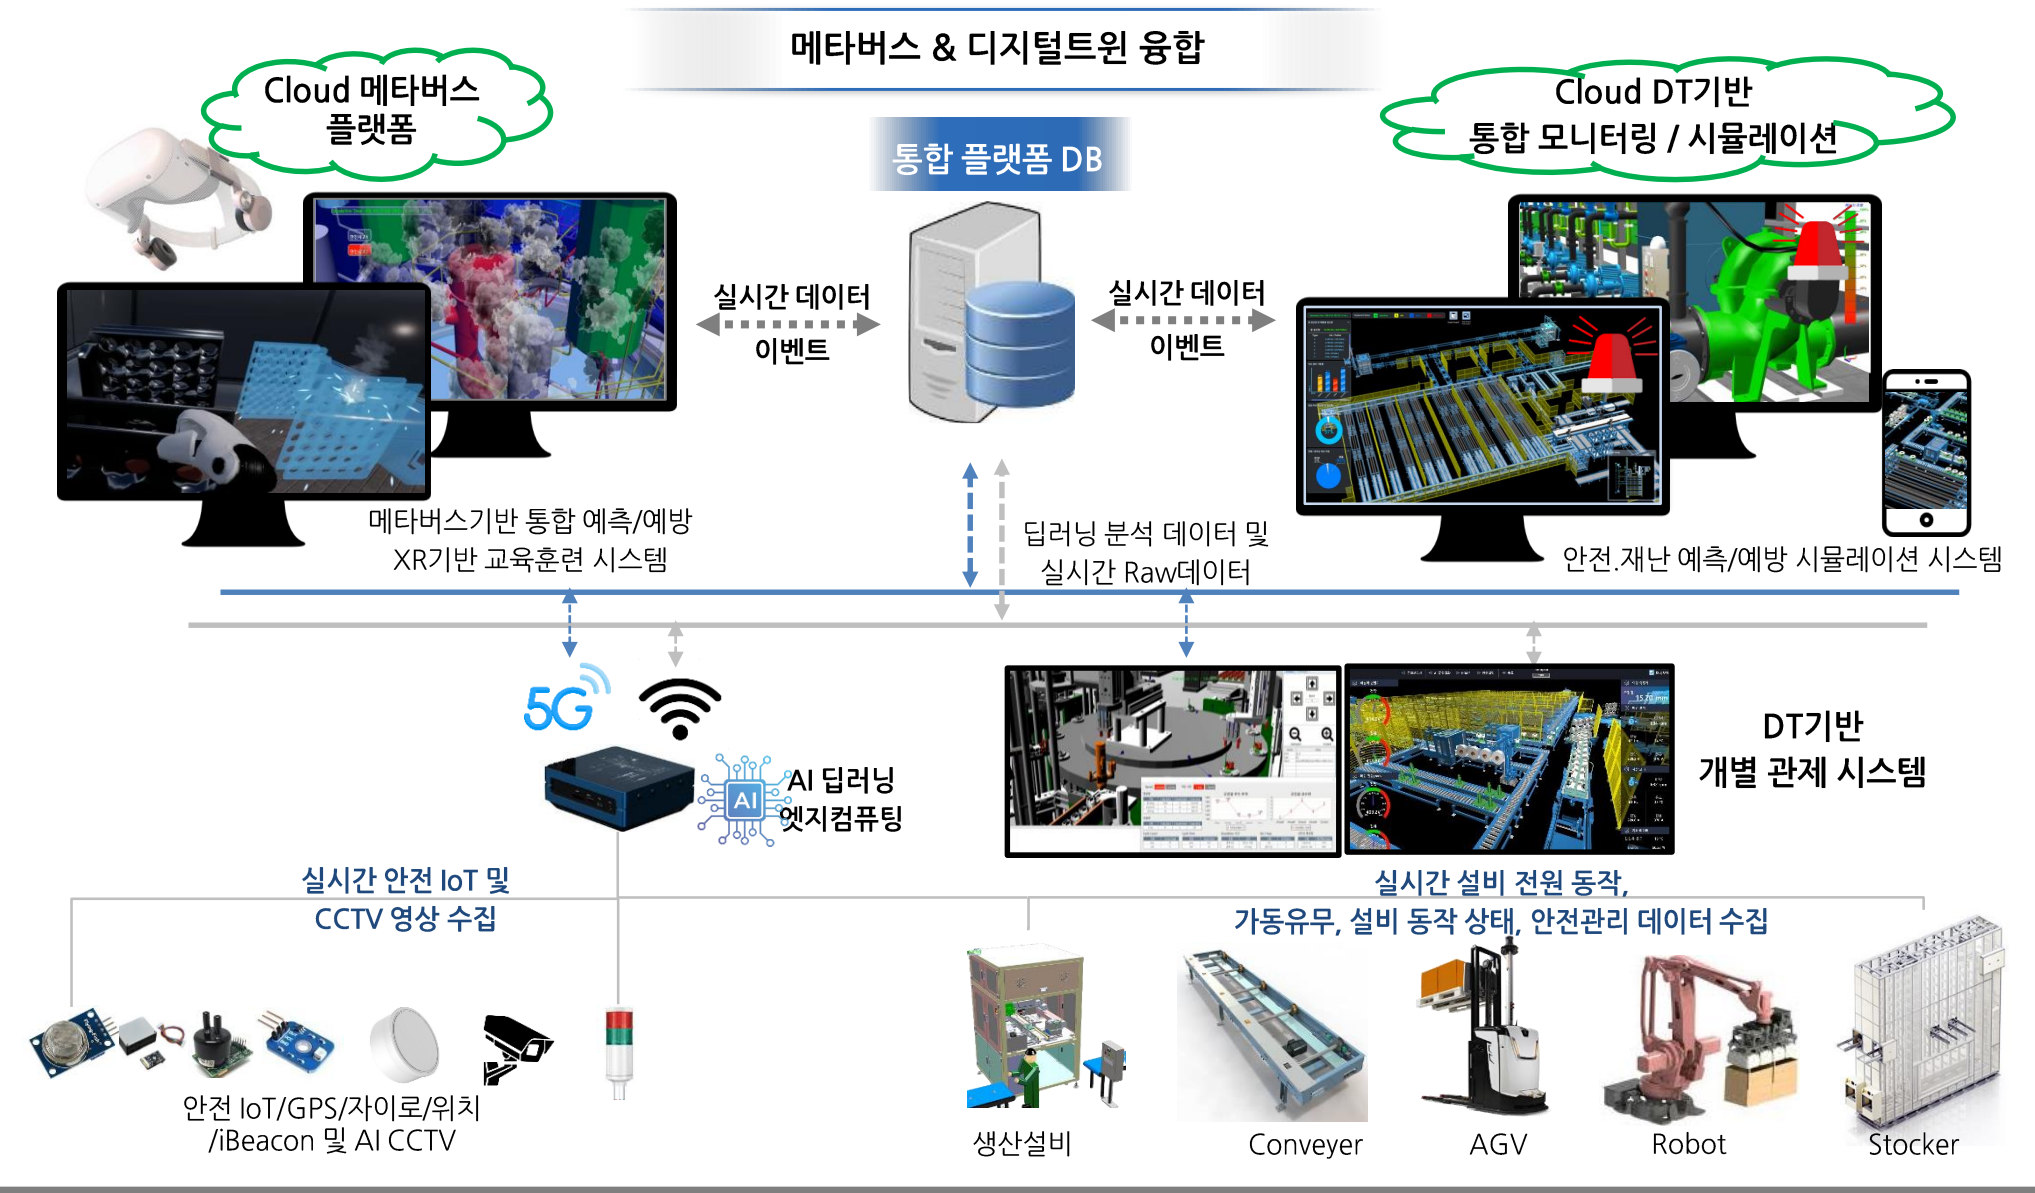 메타버스 & 디지털트윈 융합
Cloud 메타버스
플랫폼
Cloud DT기반
통합 모니터링 / 시뮬레이션
통합 플랫폼 DB
실시간 데이터
이벤트
실시간 데이터
이벤트
메타버스기반 통합 예측/예방
XR기반 교육훈련 시스템
딥러닝 분석 데이터 및
실시간 Raw데이터
안전.재난 예측/예방 시뮬레이션 시스템
5G
AI
AI 딥러닝
엣지컴퓨팅
DT기반
개별 관제 시스템
실시간 안전 IoT 및
CCTV 영상 수집
실시간 설비 전원 동작,
가동유무, 설비 동작 상태, 안전관리 데이터 수집
안전 IoT/GPS/자이로/위치
/iBeacon 및 AI CCTV
생산설비
Conveyer
AGV
Robot
Stocker